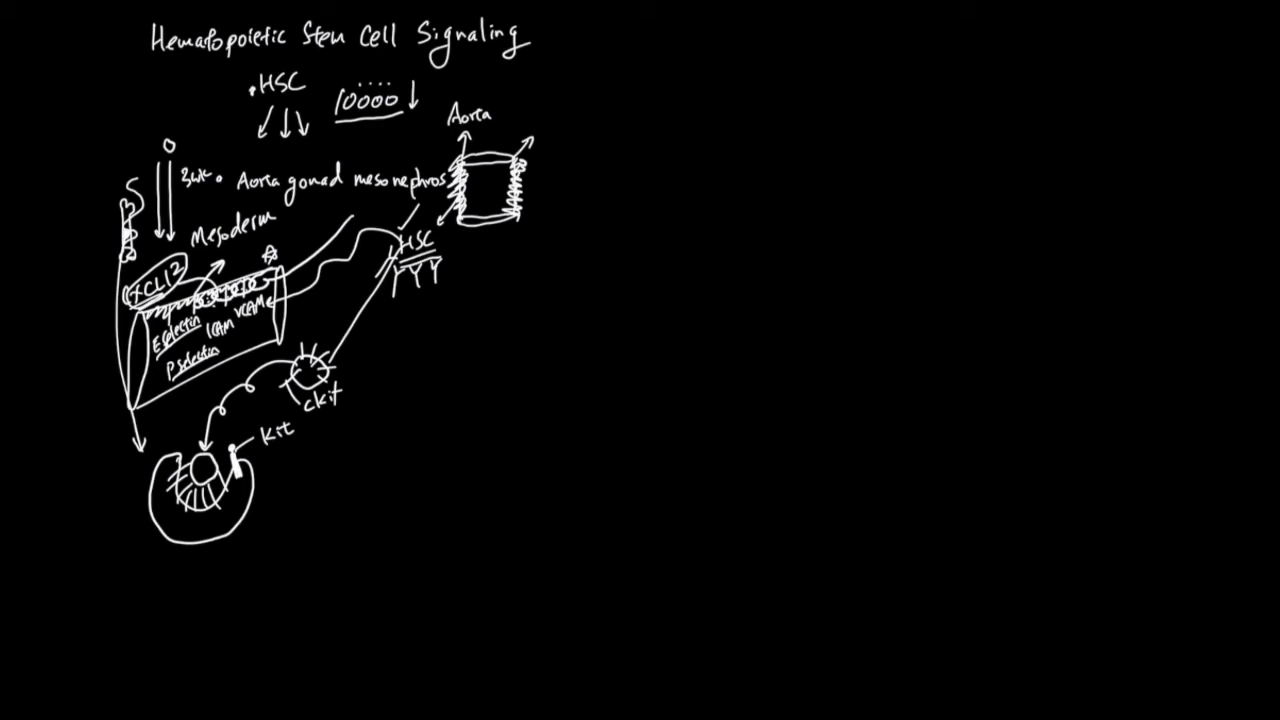 Hematopoietic Stem Cell Signaling
.HSC
10000
Aorta
3wk. Aorta gonad mesonephros
Mesoderm
HSC
CXCL12
E selectin
ICAM
VCAM
P selectin
ckit
Kit